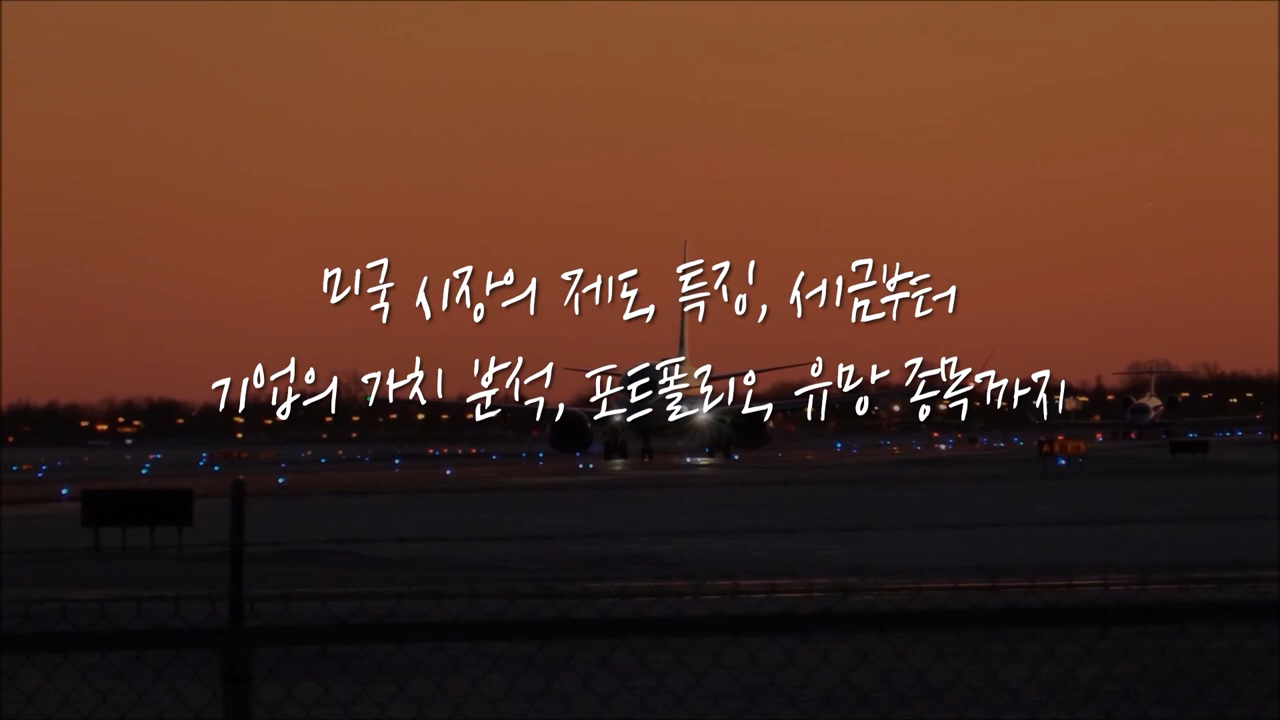 미국 시장의 제도, 특징, 세금부터
기업의 가치 분석, 포트폴리오, 유망 종목까지